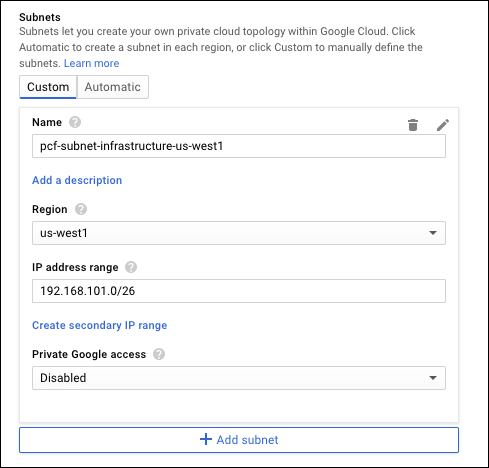 Subnets
Subnets let you create your own private cloud topology within Google Cloud. Click
Automatic to create a subnet in each region, or click Custom to manually define the
subnets. Learn more
Custom Automatic
Name ?
pcf-subnet-infrastructure-us-west1
Add a description
Region ?
us-west1
IP address range ?
192.168.101.0/26
Create secondary IP range
Private Google access ?
Disabled
+ Add subnet